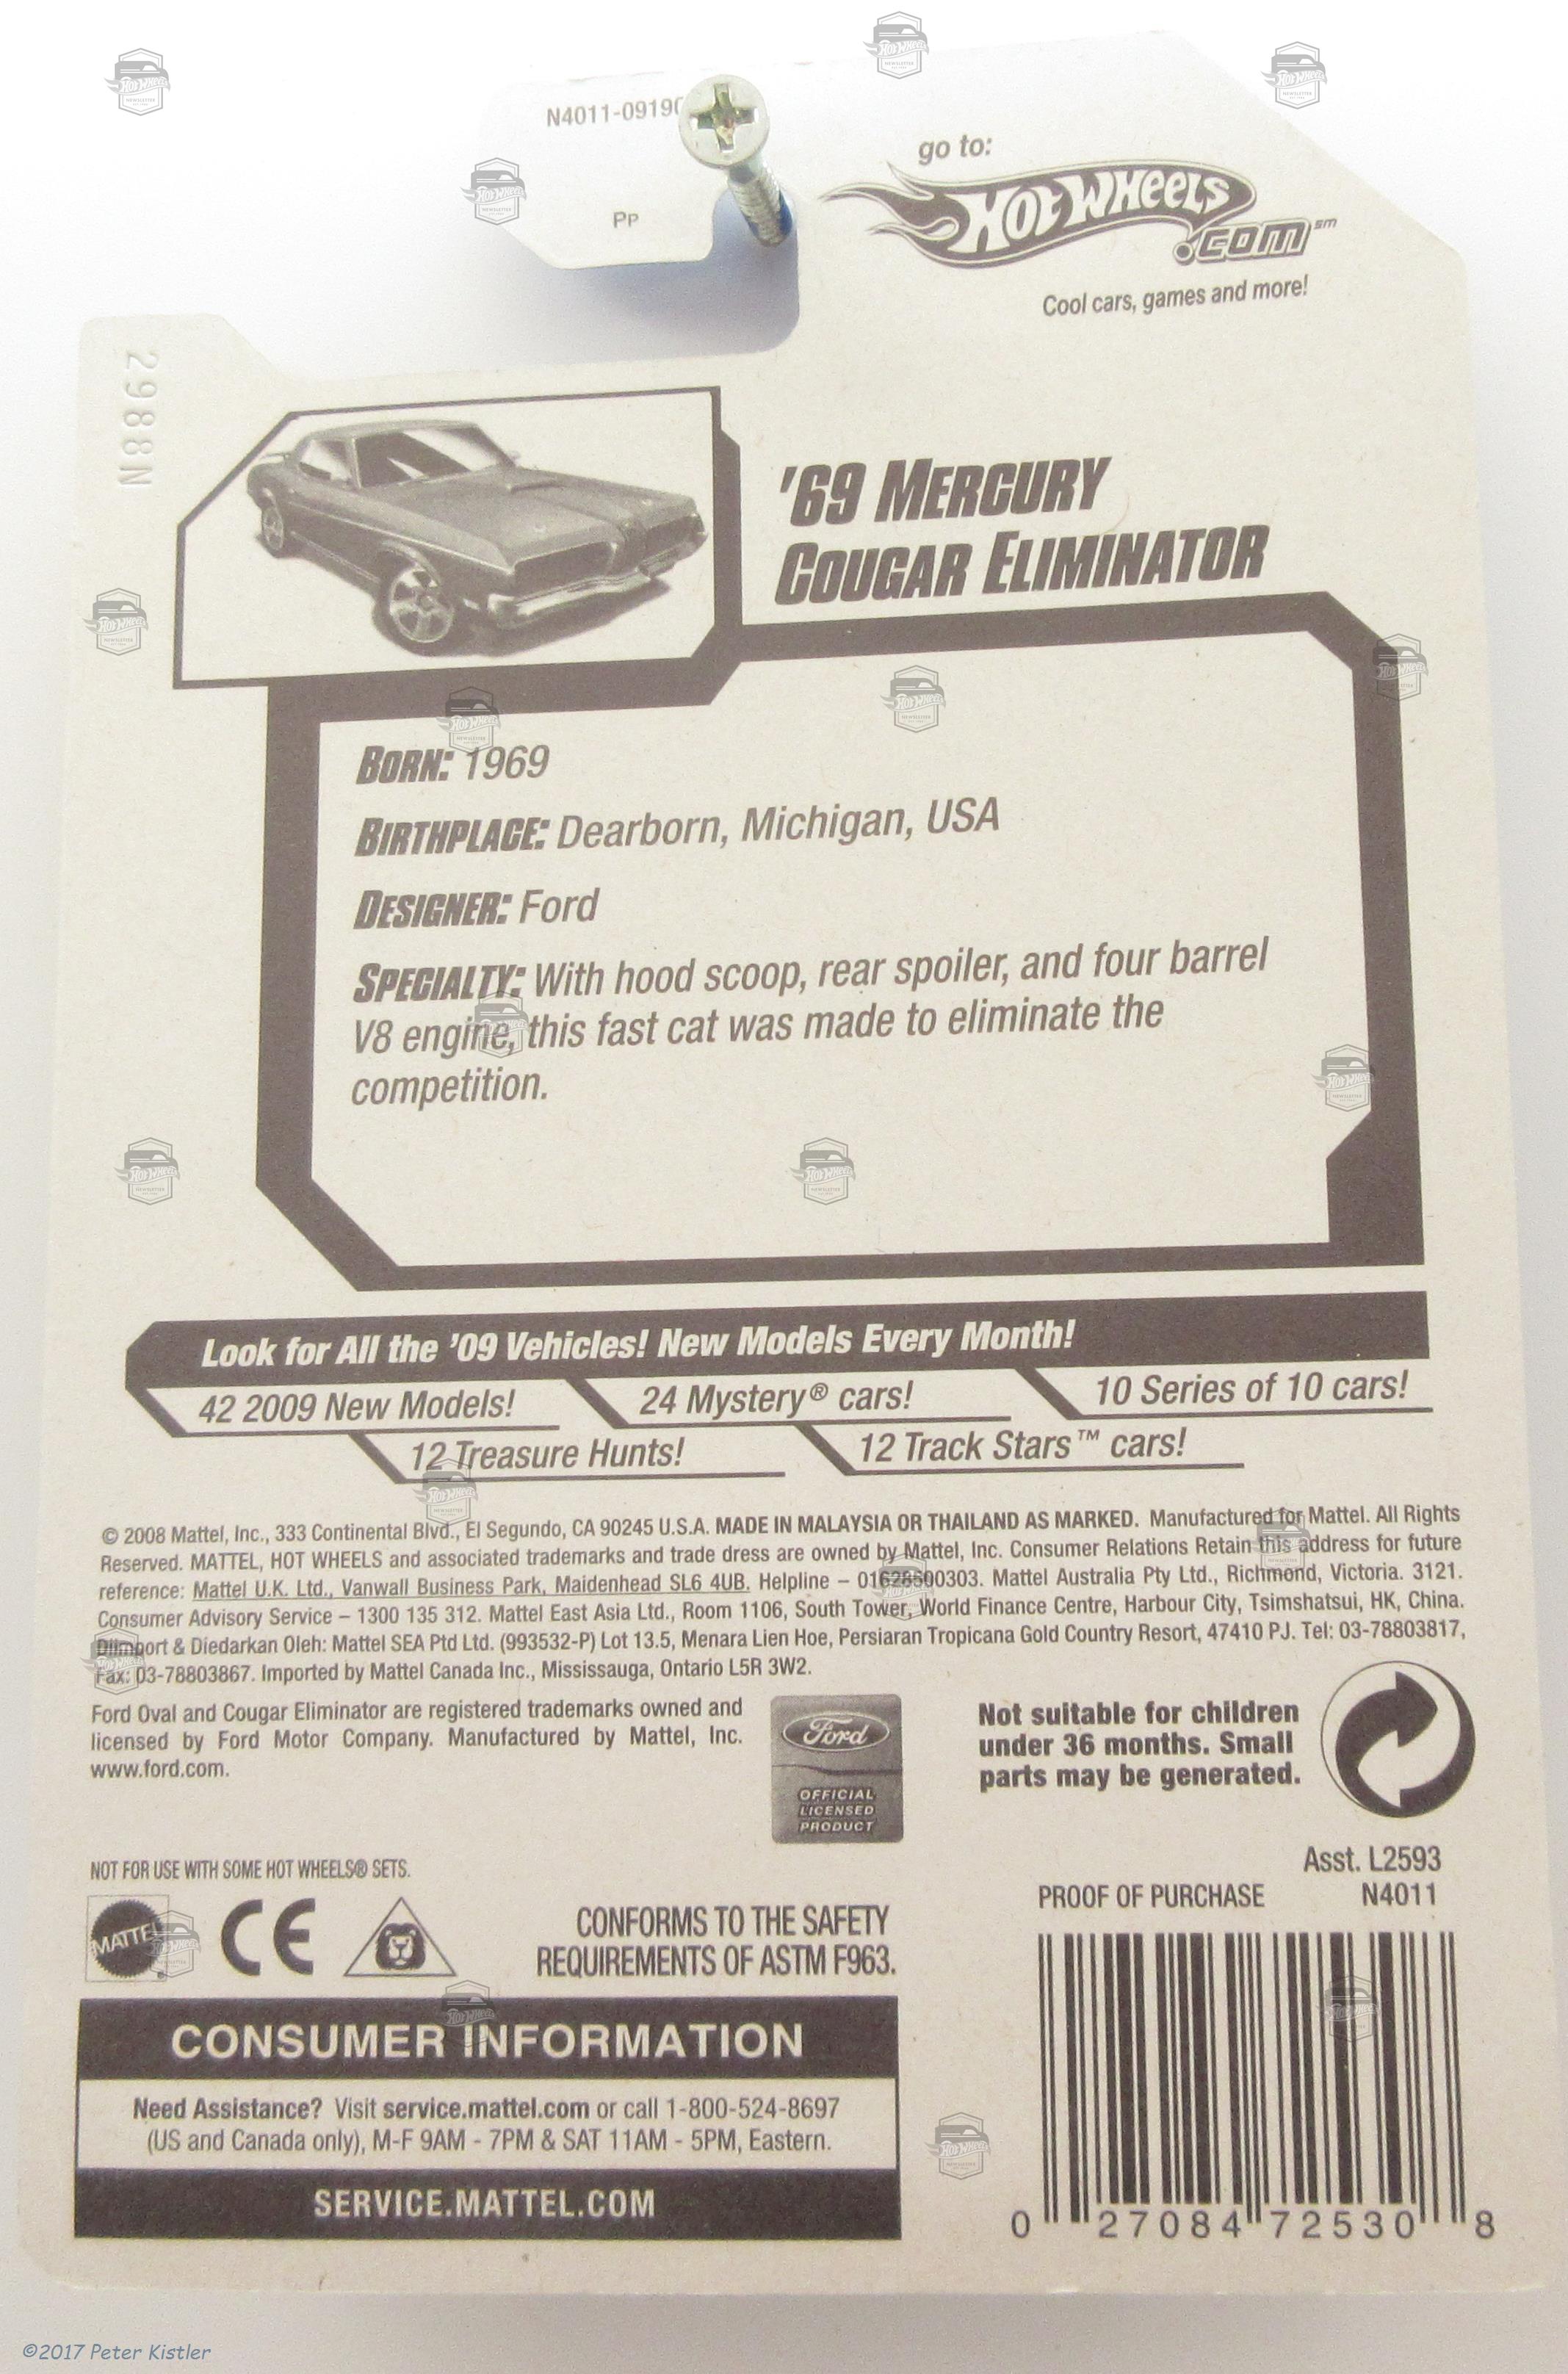 N4011-0919
Pp
go to:
Hot Wheels
.com℠
Cool cars, games and more!
2988N
'69 Mercury
Cougar Eliminator
Born: 1969
Birthplace: Dearborn, Michigan, USA
Designer: Ford
Specialty: With hood scoop, rear spoiler, and four barrel
V8 engine, this fast cat was made to eliminate the
competition.
Look for All the '09 Vehicles! New Models Every Month!
42 2009 New Models!
24 Mystery® cars!
10 Series of 10 cars!
12 Treasure Hunts!
12 Track Stars™ cars!
© 2008 Mattel, Inc., 333 Continental Blvd., El Segundo, CA 90245 U.S.A. MADE IN MALAYSIA OR THAILAND AS MARKED. Manufactured for Mattel. All Rights
Reserved. MATTEL, HOT WHEELS and associated trademarks and trade dress are owned by Mattel, Inc. Consumer Relations Retain this address for future
reference: Mattel U.K. Ltd., Vanwall Business Park, Maidenhead SL6 4UB. Helpline – 01628500303. Mattel Australia Pty Ltd., Richmond, Victoria. 3121.
Consumer Advisory Service – 1300 135 312. Mattel East Asia Ltd., Room 1106, South Tower, World Finance Centre, Harbour City, Tsimshatsui, HK, China.
Diimport & Diedarkan Oleh: Mattel SEA Ptd Ltd. (993532-P) Lot 13.5, Menara Lien Hoe, Persiaran Tropicana Gold Country Resort, 47410 PJ. Tel: 03-78803817,
Fax: 03-78803867. Imported by Mattel Canada Inc., Mississauga, Ontario L5R 3W2.
Ford Oval and Cougar Eliminator are registered trademarks owned and
licensed by Ford Motor Company. Manufactured by Mattel, Inc.
www.ford.com.
Ford
OFFICIAL
LICENSED
PRODUCT
Not suitable for children
under 36 months. Small
parts may be generated.
NOT FOR USE WITH SOME HOT WHEELS® SETS.
MATTEL
CE
CONFORMS TO THE SAFETY
REQUIREMENTS OF ASTM F963.
Asst. L2593
PROOF OF PURCHASE N4011
CONSUMER INFORMATION
Need Assistance? Visit service.mattel.com or call 1-800-524-8697
(US and Canada only), M-F 9AM - 7PM & SAT 11AM - 5PM, Eastern.
SERVICE.MATTEL.COM
0 27084 72530 8
©2017 Peter Kistler